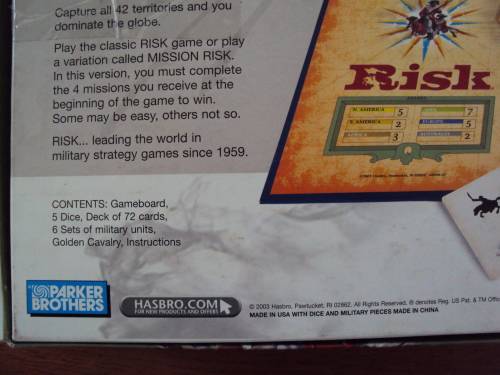 Capture all 42 territories and you
dominate the globe.
Play the classic RISK game or play
a variation called MISSION RISK.
In this version, you must complete
the 4 missions you receive at the
beginning of the game to win.
Some may be easy, others not so.
RISK... leading the world in
military strategy games since 1959.
CONTENTS: Gameboard,
5 Dice, Deck of 72 cards,
6 Sets of military units,
Golden Cavalry, Instructions
Risk
N. AMERICA 5
ASIA 7
S. AMERICA 2
EUROPE 5
AFRICA 3
AUSTRALIA 2
PARKER
BROTHERS
HASBRO.COM
FOR NEW PRODUCTS AND OFFERS
© 2003 Hasbro, Pawtucket, RI 02862. All Rights Reserved. ® denotes Reg. US Pat. & TM Offic
MADE IN USA WITH DICE AND MILITARY PIECES MADE IN CHINA